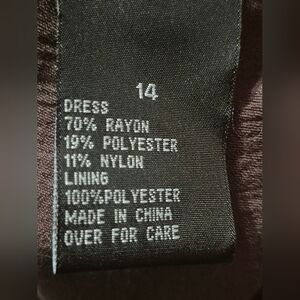 14
DRESS
70% RAYON
19% POLYESTER
11% NYLON
LINING
100%POLYESTER
MADE IN CHINA
OVER FOR CARE